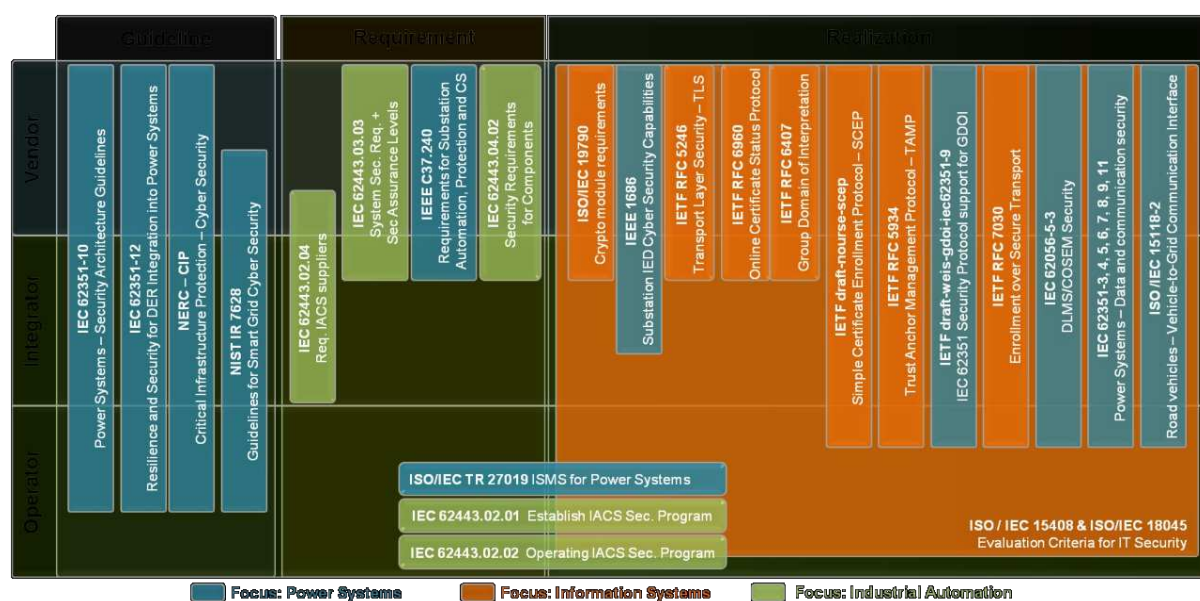 Guideline
Requirement
Realization
Vendor
Integrator
Operator
IEC 62351-10
Power Systems – Security Architecture Guidelines
IEC 62351-12
Resilience and Security for DER Integration into Power Systems
NERC – CIP
Critical Infrastructure Protection – Cyber Security
NIST IR 7628
Guidelines for Smart Grid Cyber Security
IEC 62443.02.04
Req. IACS suppliers
IEC 62443.03.03
System Sec. Req. +
Sec Assurance Levels
IEEE C37.240
Requirements for Substation
Automation, Protection and CS
IEC 62443.04.02
Security Requirements
for Components
ISO/IEC 19790
Crypto module requirements
IEEE 1686
Substation IED Cyber Security Capabilities
IETF RFC 5246
Transport Layer Security – TLS
IETF RFC 6960
Online Certificate Status Protocol
IETF RFC 6407
Group Domain of Interpretation
IETF draft-nourse-scep
Simple Certificate Enrollment Protocol – SCEP
IETF RFC 5934
Trust Anchor Management Protocol – TAMP
IETF draft-weis-gdoi-iec62351-9
IEC 62351 Security Protocol support for GDOI
IETF RFC 7030
Enrollment over Secure Transport
IEC 62056-5-3
DLMS/COSEM Security
IEC 62351-3, 4, 5, 6, 7, 8, 9, 11
Power Systems - Data and communication security
ISO /IEC 15118-2
Road vehicles – Vehicle-to-Grid Communication Interface
ISO/IEC TR 27019 ISMS for Power Systems
IEC 62443.02.01 Establish IACS Sec. Program
IEC 62443.02.02 Operating IACS Sec. Program
ISO / IEC 15408 & ISO/IEC 18045
Evaluation Criteria for IT Security
Focus: Power Systems
Focus: Information Systems
Focus: Industrial Automation